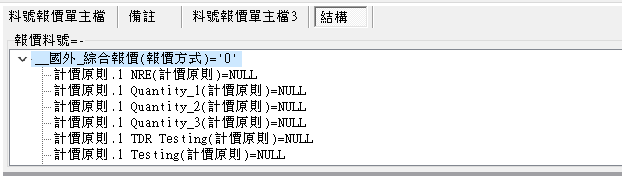 料號報價單主檔 備註 料號報價單主檔3 結構
報價料號=-
__國外_綜合報價(報價方式)='0'
計價原則.1 NRE(計價原則)=NULL
計價原則.1 Quantity_1(計價原則)=NULL
計價原則.1 Quantity_2(計價原則)=NULL
計價原則.1 Quantity_3(計價原則)=NULL
計價原則.1 TDR Testing(計價原則)=NULL
計價原則.1 Testing(計價原則)=NULL